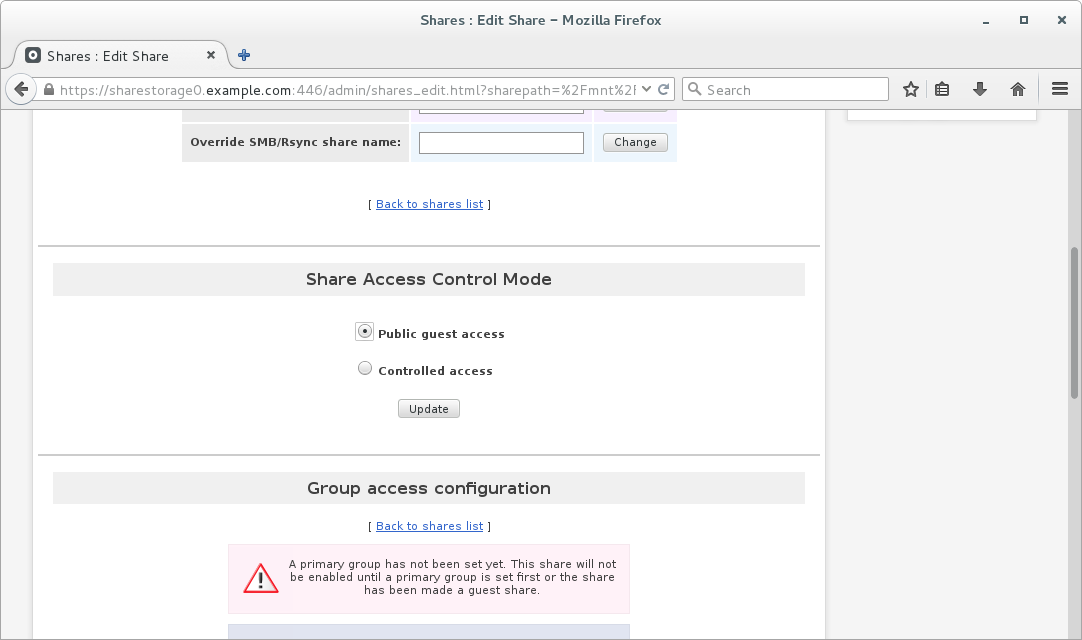 Shares : Edit Share – Mozilla Firefox
Shares : Edit Share
https://sharestorage0.example.com:446/admin/shares_edit.html?sharepath=%2Fmnt%2F
Search
Override SMB/Rsync share name:
Change
[ Back to shares list ]
Share Access Control Mode
Public guest access
Controlled access
Update
Group access configuration
[ Back to shares list ]
A primary group has not been set yet. This share will not
be enabled until a primary group is set first or the share
has been made a guest share.